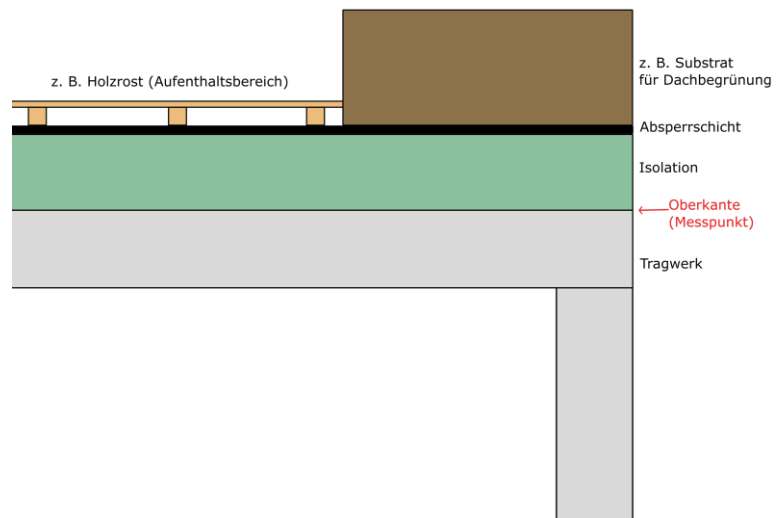 z. B. Holzrost (Aufenthaltsbereich)
z. B. Substrat
für Dachbegrünung
Absperrschicht
Isolation
Oberkante
(Messpunkt)
Tragwerk